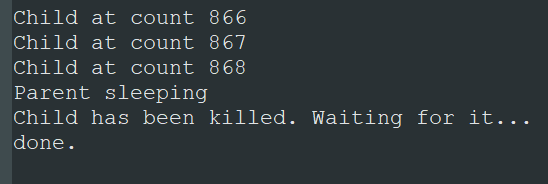 Child at count 866
Child at count 867
Child at count 868
Parent sleeping
Child has been killed. Waiting for it...
done.